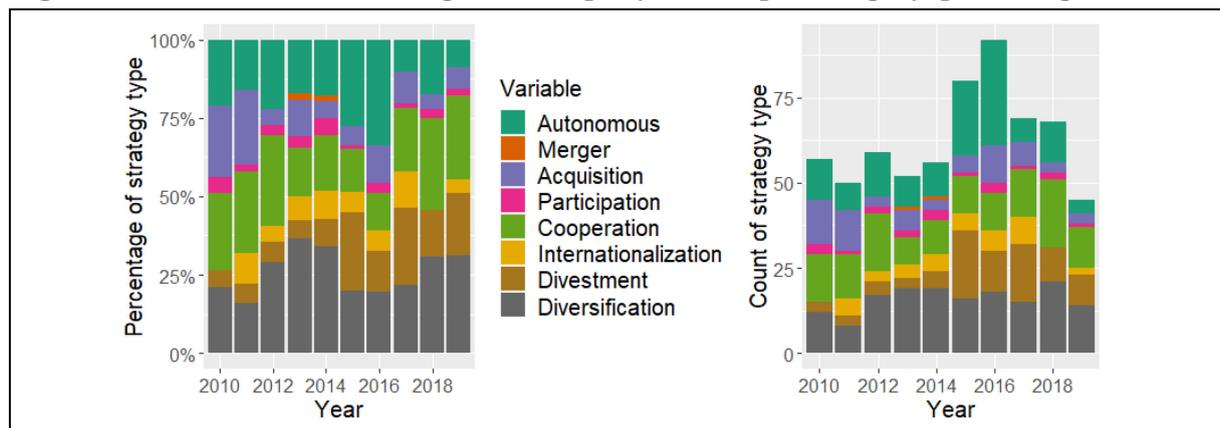 Percentage of strategy type
100%
75%
50%
25%
0%
2010 2012 2014 2016 2018
Year
Variable
Autonomous
Merger
Acquisition
Participation
Cooperation
Internationalization
Divestment
Diversification
Count of strategy type
75
50
25
0
2010 2012 2014 2016 2018
Year